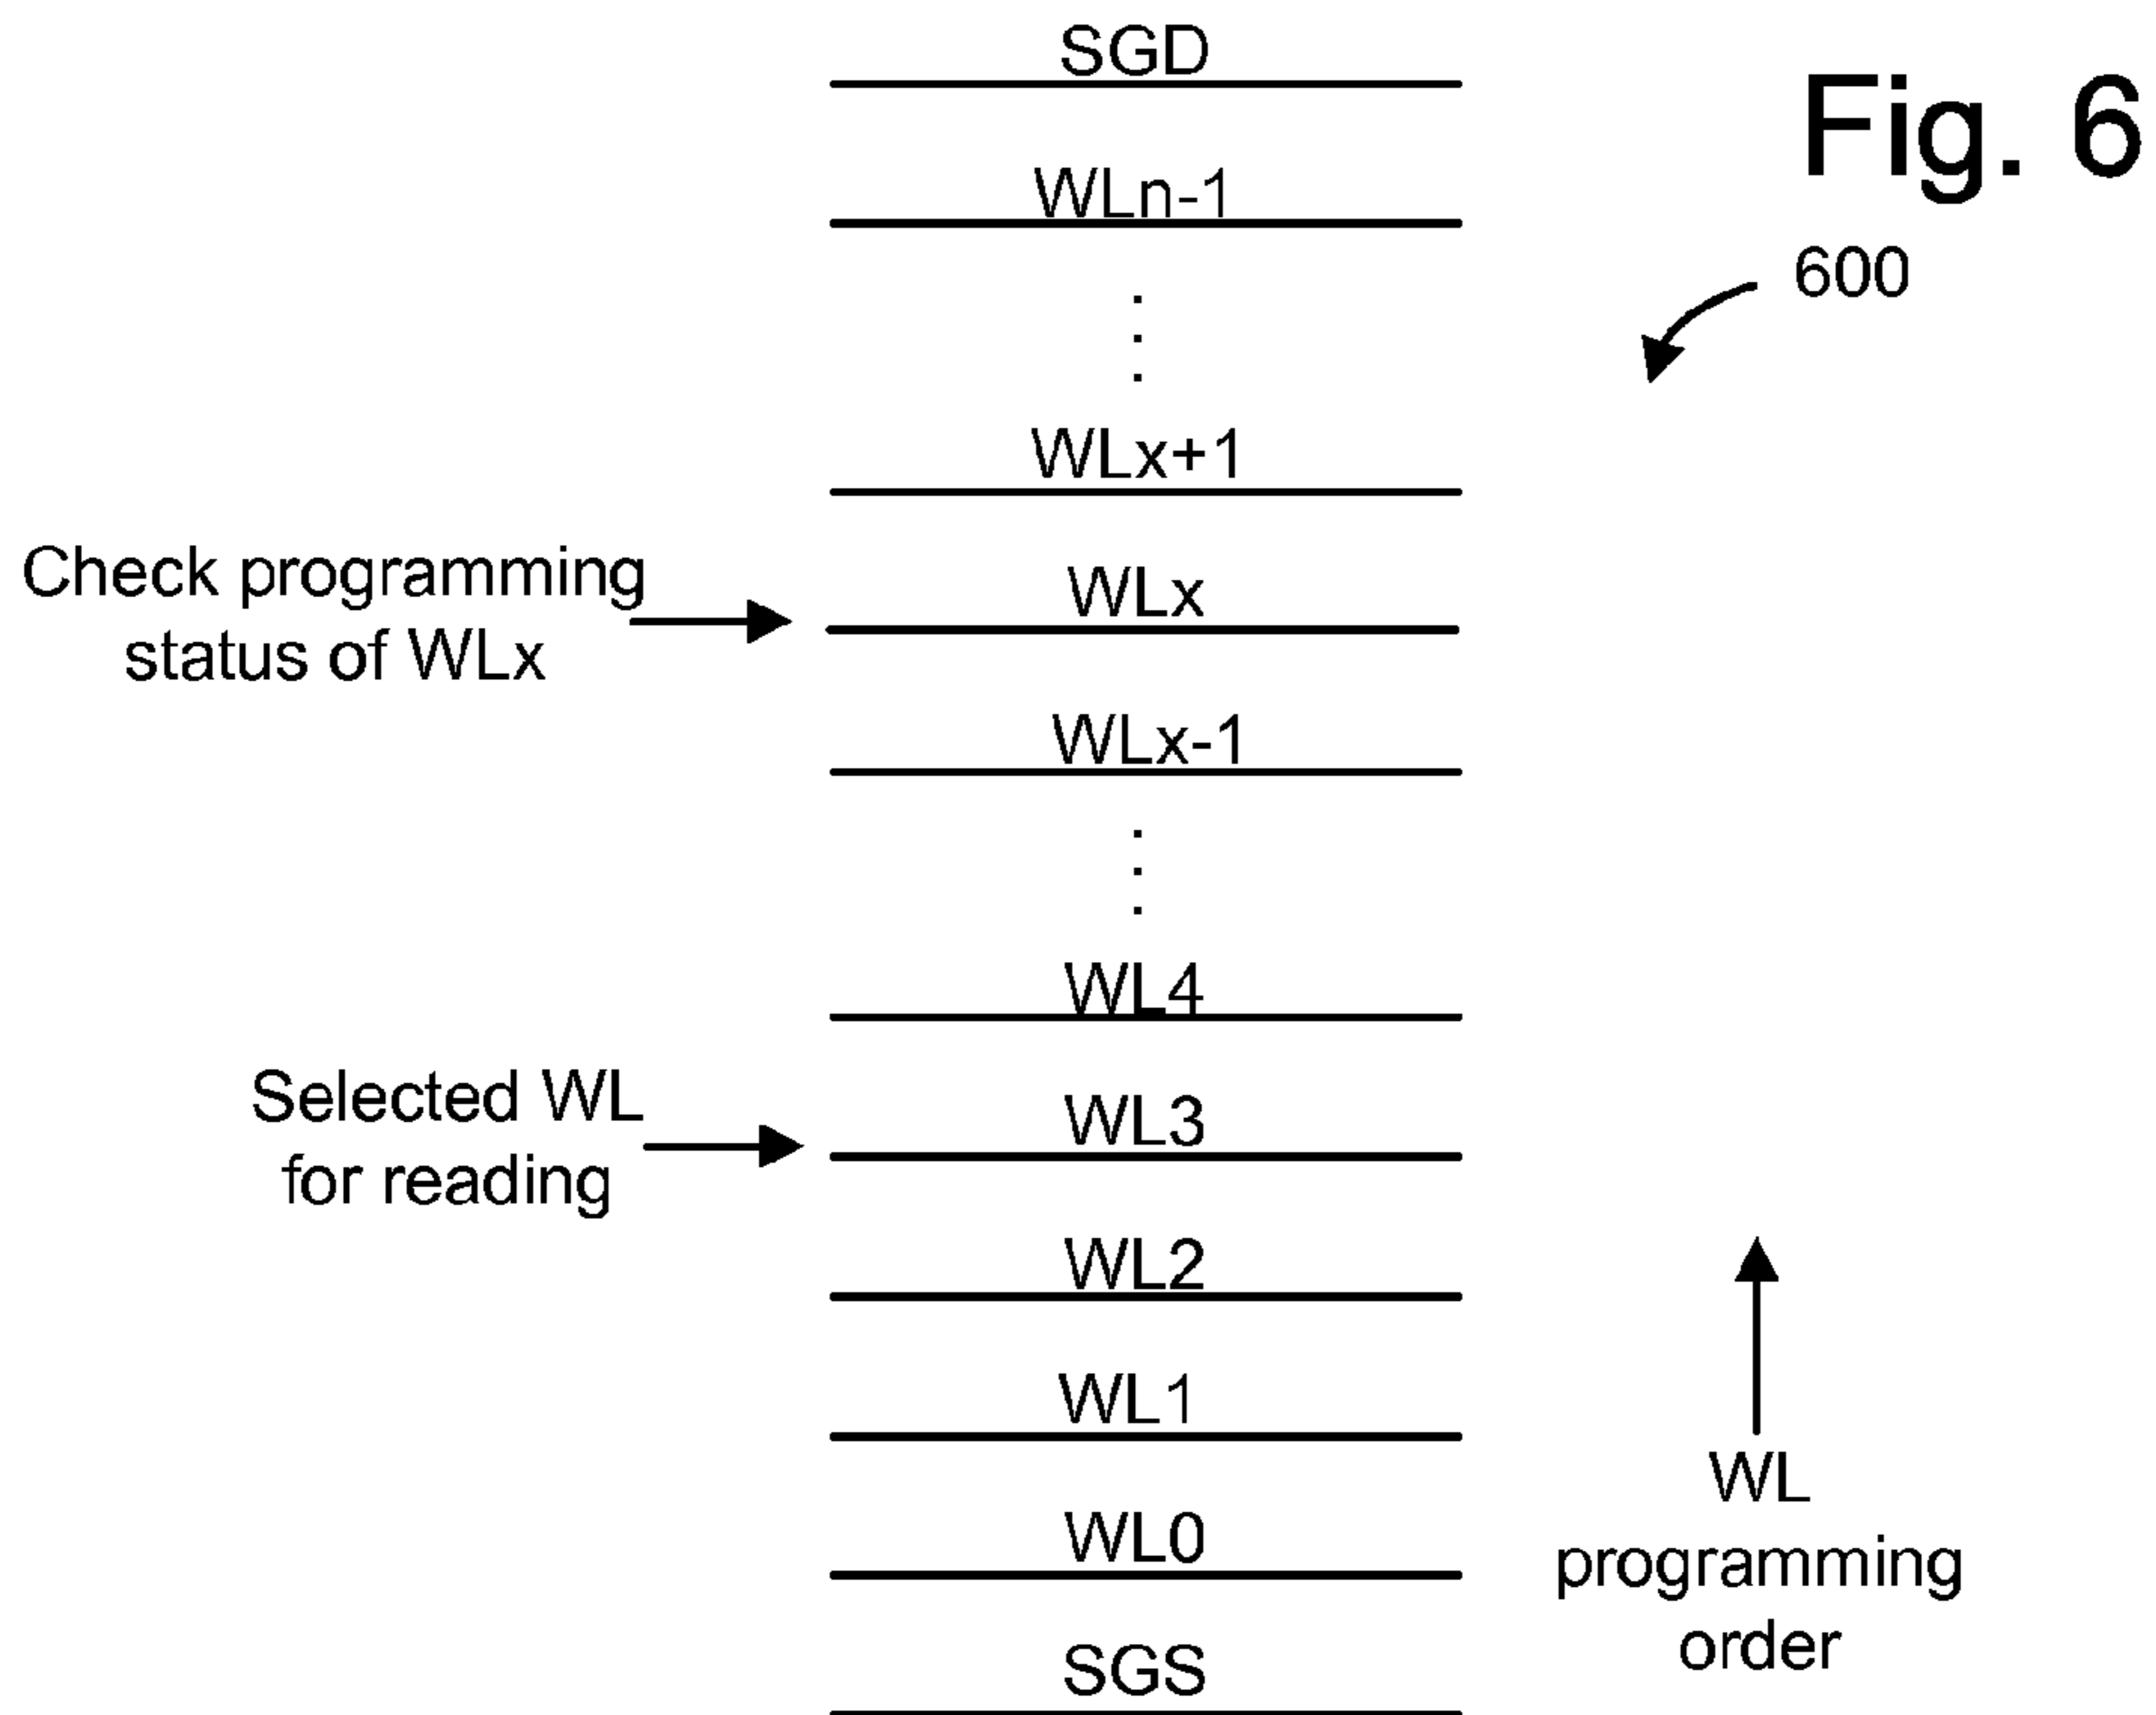 SGD
Fig. 6
WLn-1
600
WLx+1
Check programming
status of WLx
WLx
WLx-1
WL4
Selected WL
for reading
WL3
WL2
WL1
WL
programming
order
WL0
SGS